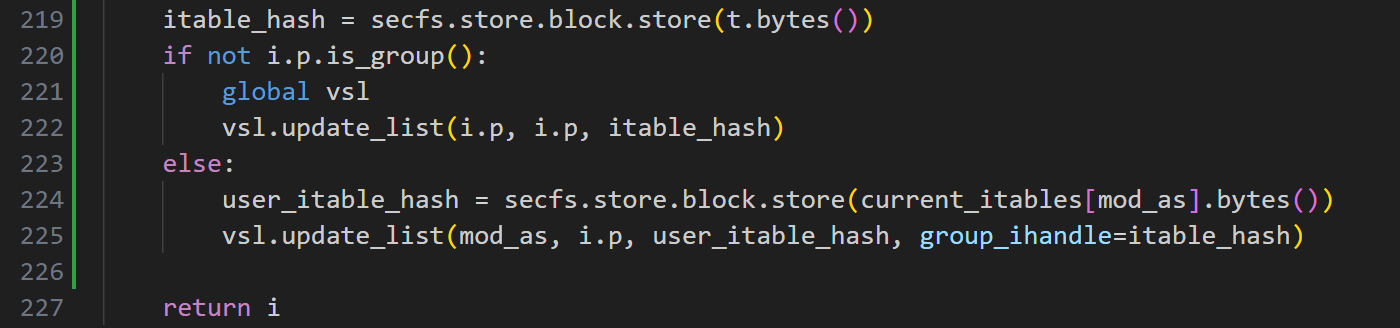 219 itable_hash = secfs.store.block.store(t.bytes())
220 if not i.p.is_group():
221 global vsl
222 vsl.update_list(i.p, i.p, itable_hash)
223 else:
224 user_itable_hash = secfs.store.block.store(current_itables[mod_as].bytes())
225 vsl.update_list(mod_as, i.p, user_itable_hash, group_ihandle=itable_hash)
226
227 return i